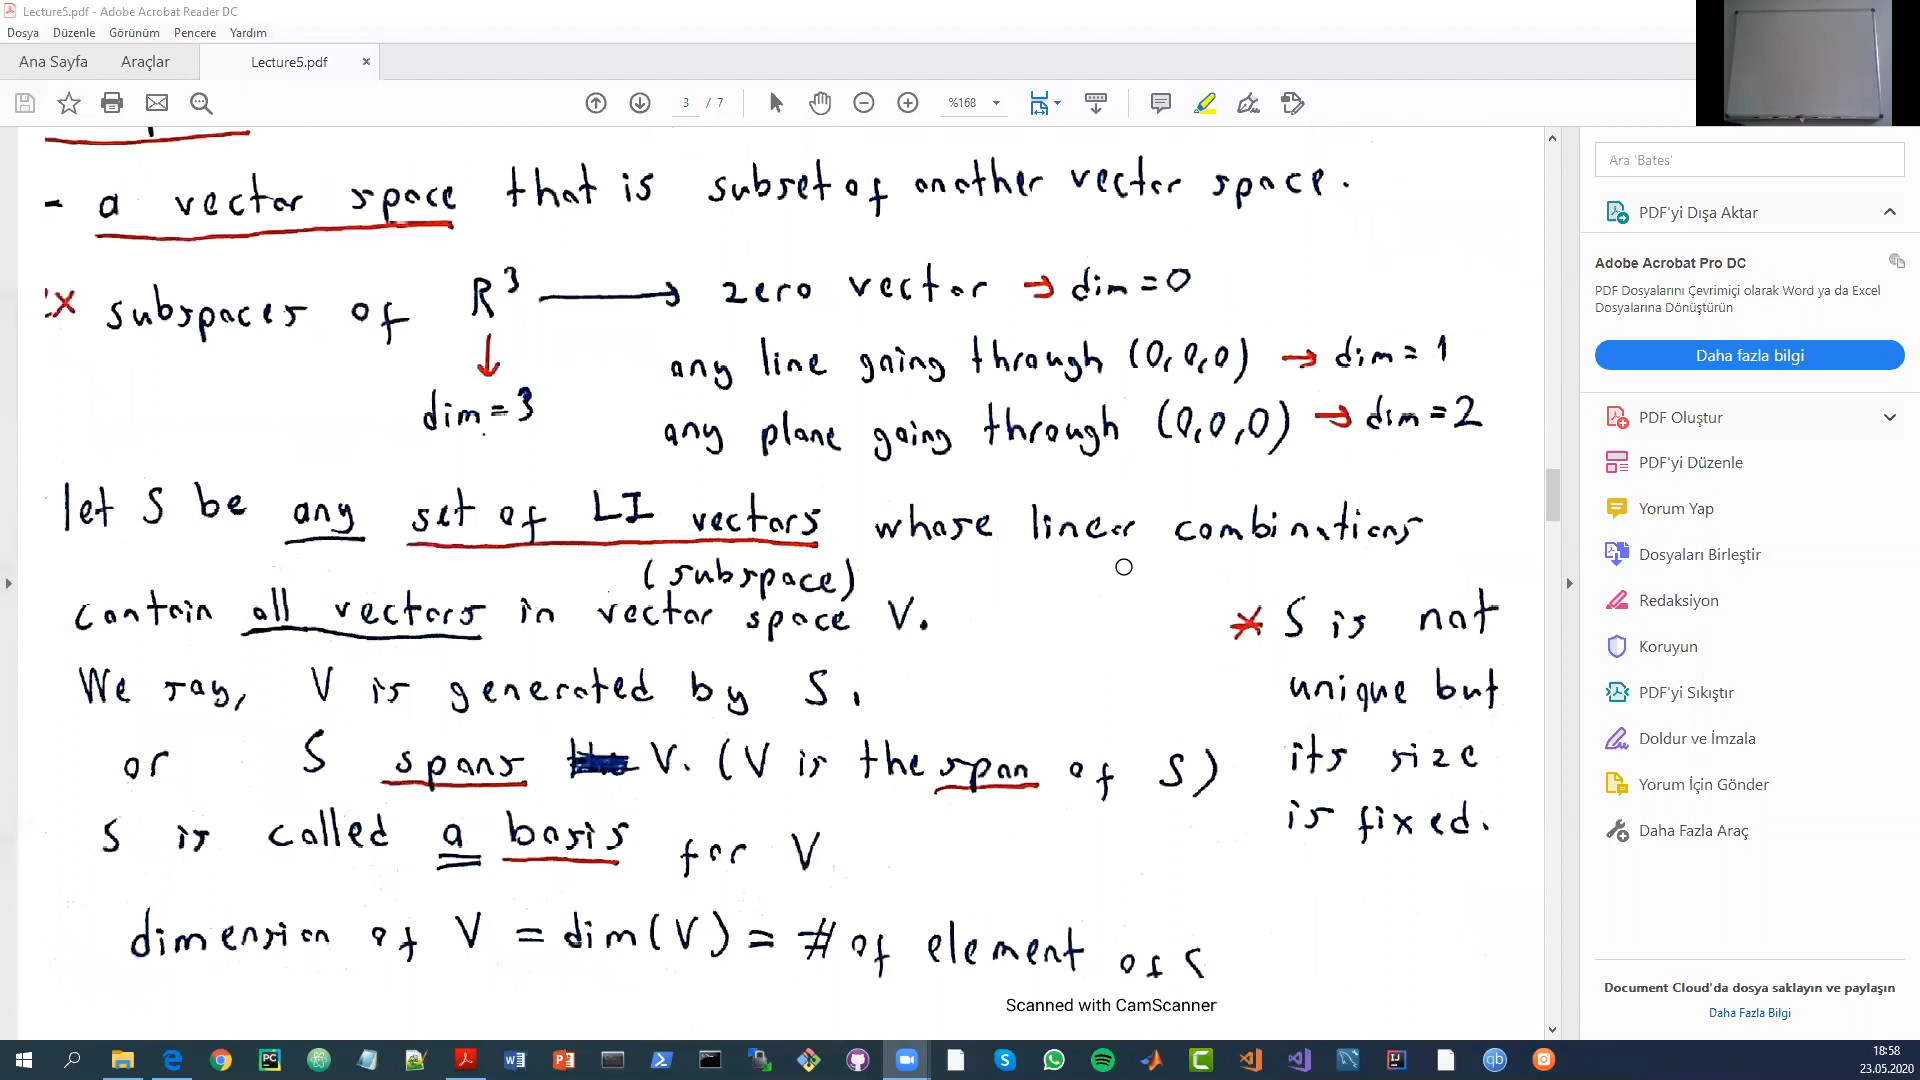 Lecture5.pdf - Adobe Acrobat Reader DC
Dosya Düzenle Görünüm Pencere Yardım
Ana Sayfa Araçlar Lecture5.pdf ×
3 / 7 %168
- a vector space that is subset of another vector space.
subspaces of R³ → zero vector → dim = 0
↓ any line going through (0,0,0) → dim = 1
dim = 3 any plane going through (0,0,0) → dim = 2
let S be any set of LI vectors whose linear combinations
(subspace)
contain all vectors in vector space V.
We say, V is generated by S.
or S spans V. (V is the span of S)
S is called a basis for V
* S is not
unique but
its size
is fixed.
dimension of V = dim(V) = # of element of S
Scanned with CamScanner
Ara 'Bates'
PDF'yi Dışa Aktar
Adobe Acrobat Pro DC
PDF Dosyalarını Çevrimiçi olarak Word ya da Excel
Dosyalarına Dönüştürün
Daha fazla bilgi
PDF Oluştur
PDF'yi Düzenle
Yorum Yap
Dosyaları Birleştir
Redaksiyon
Koruyun
PDF'yi Sıkıştır
Doldur ve İmzala
Yorum İçin Gönder
Daha Fazla Araç
Document Cloud'da dosya saklayın ve paylaşın
Daha Fazla Bilgi
18:58
23.05.2020